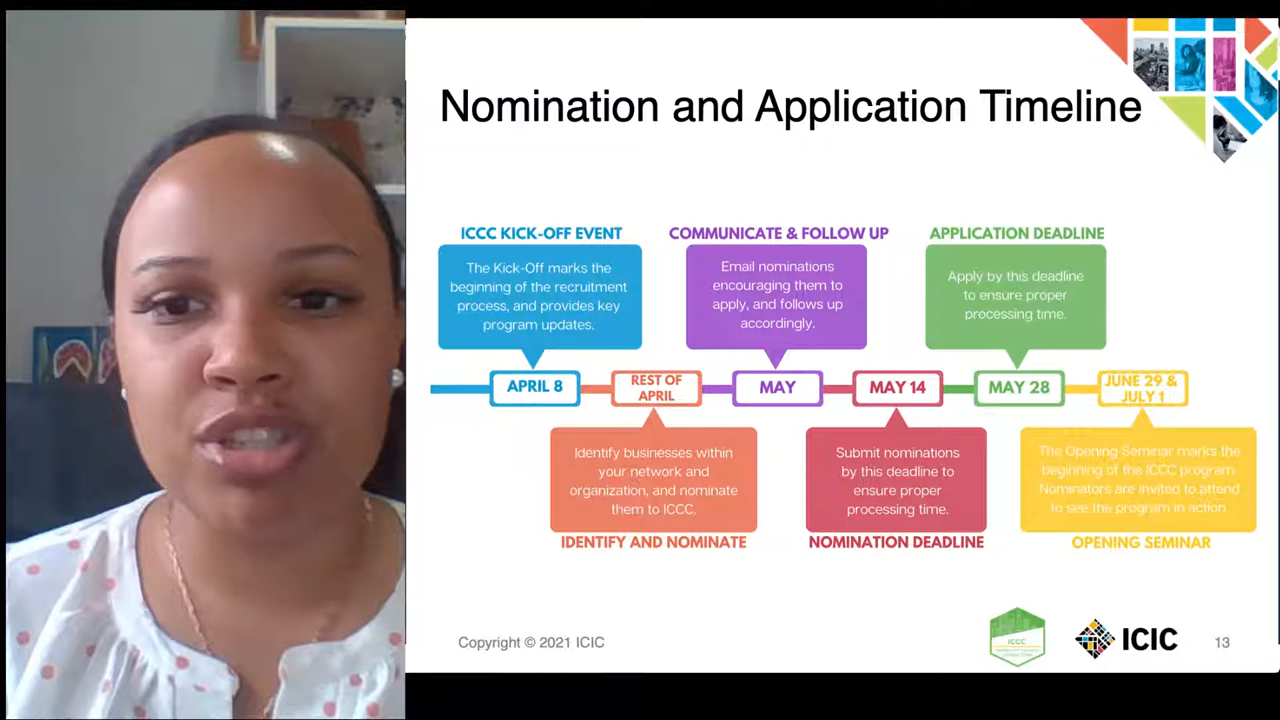 Nomination and Application Timeline
ICCC KICK-OFF EVENT
The Kick-Off marks the
beginning of the recruitment
process, and provides key
program updates.
COMMUNICATE & FOLLOW UP
Email nominations
encouraging them to
apply, and follows up
accordingly.
APPLICATION DEADLINE
Apply by this deadline
to ensure proper
processing time.
APRIL 8
REST OF
APRIL
MAY
MAY 14
MAY 28
JUNE 29 &
JULY 1
Identify businesses within
your network and
organization, and nominate
them to ICCC.
IDENTIFY AND NOMINATE
Submit nominations
by this deadline to
ensure proper
processing time.
NOMINATION DEADLINE
The Opening Seminar marks the
beginning of the ICCC program
Nominators are invited to attend
to see the program in action
OPENING SEMINAR
Copyright © 2021 ICIC
ICCC
ICIC
13